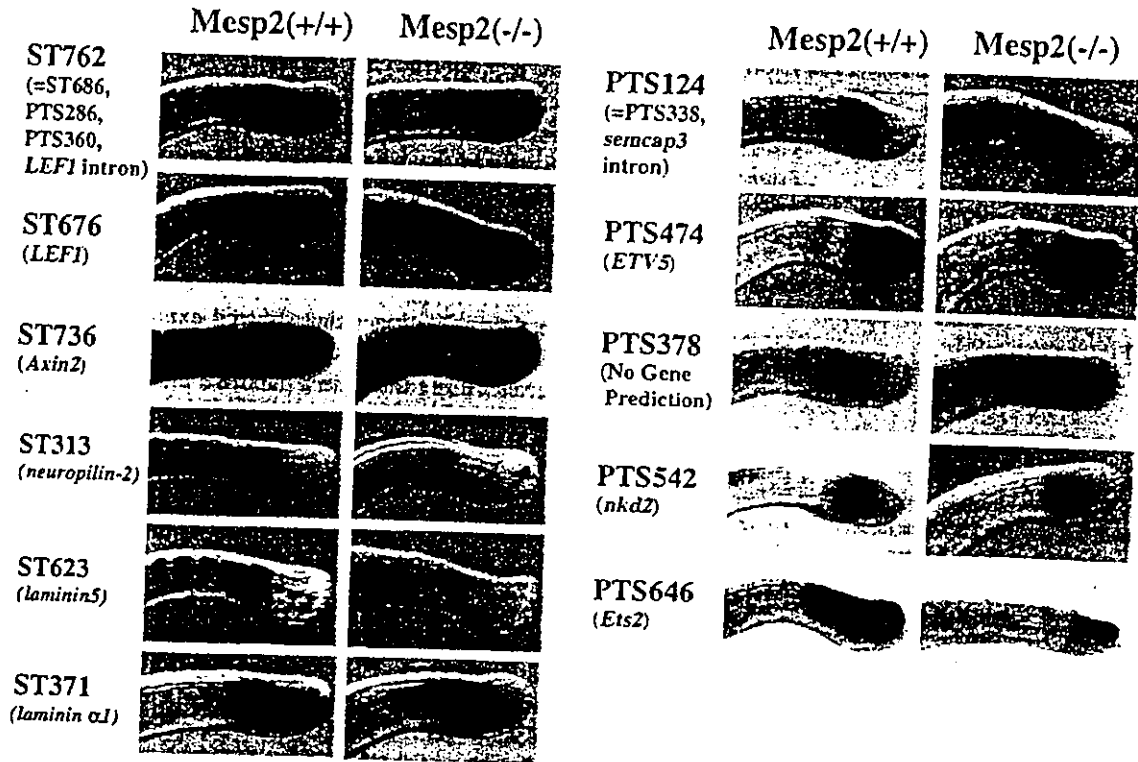 Mesp2(+/+) Mesp2(-/-)
ST762
(=ST686,
PTS286,
PTS360,
LEF1 intron)
ST676
(LEF1)
ST736
(Axin2)
ST313
(neuropilin-2)
ST623
(laminin5)
ST371
(laminin α1)
Mesp2(+/+) Mesp2(-/-)
PTS124
(=PTS338,
semcap3
intron)
PTS474
(ETV5)
PTS378
(No Gene
Prediction)
PTS542
(nkd2)
PTS646
(Ets2)